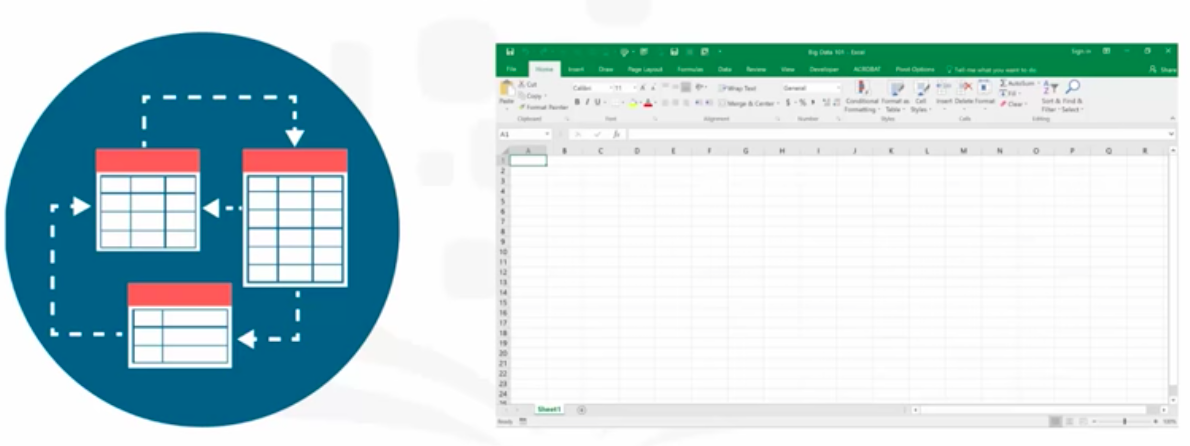 Big Data 101 - Excel
Sign in
File Home Insert Draw Page Layout Formulas Data Review View Developer ACROBAT Power Options Tell me what you want to do Share
Cut
Copy
Format Painter
Paste
Calibri 11
B I U
Wrap Text
Merge & Center
General
$ % ,
Conditional Formatting
Format as Table
Cell Styles
Insert Delete Format
AutoSum
Fill
Clear
Sort & Filter
Find & Select
Clipboard Font Alignment Number Styles Cells Editing
A1 fx
A B C D E F G H I J K L M N O P Q R
1
2
3
4
5
6
7
8
9
10
11
12
13
14
15
16
17
18
19
20
21
22
23
24
Sheet1
Ready 100%